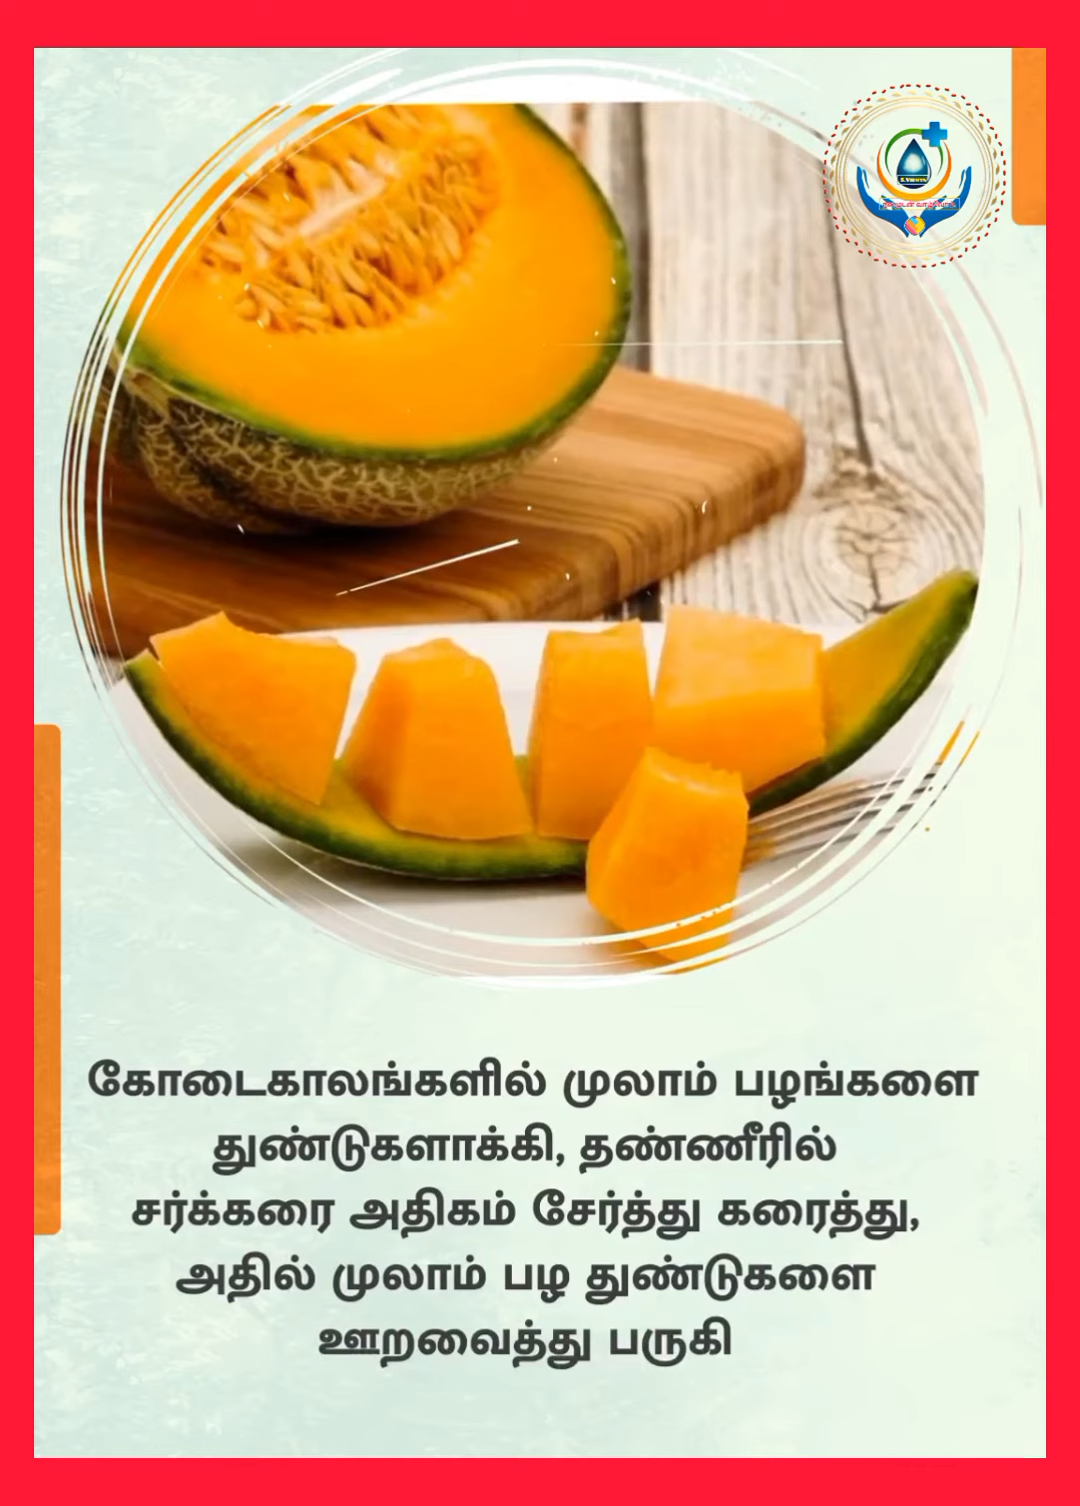 கோடைகாலங்களில் முலாம் பழங்களை
துண்டுகளாக்கி, தண்ணீரில்
சர்க்கரை அதிகம் சேர்த்து கரைத்து,
அதில் முலாம் பழ துண்டுகளை
ஊறவைத்து பருகி